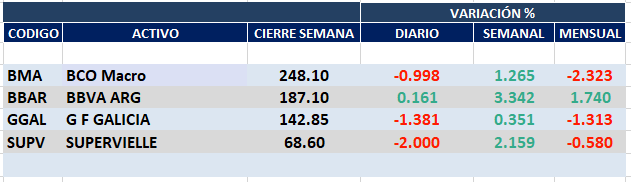 VARIACIÓN %
CODIGO ACTIVO CIERRE SEMANA DIARIO SEMANAL MENSUAL
BMA BCO Macro 248.10 -0.998 1.265 -2.323
BBAR BBVA ARG 187.10 0.161 3.342 1.740
GGAL G F GALICIA 142.85 -1.381 0.351 -1.313
SUPV SUPERVIELLE 68.60 -2.000 2.159 -0.580